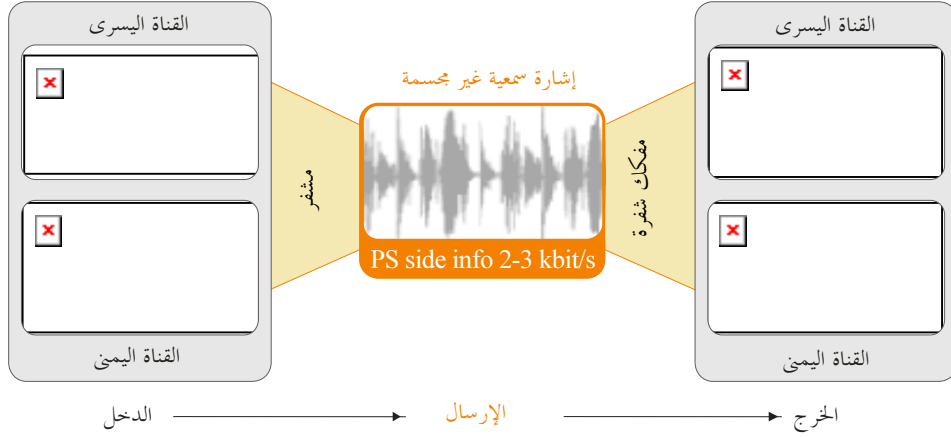 القناة اليسرى
القناة اليسرى
إشارة سمعية غير مجسمة
مشفر
مفكك شفرة
PS side info 2-3 kbit/s
القناة اليمنى
القناة اليمنى
الدخل
الإرسال
الخرج